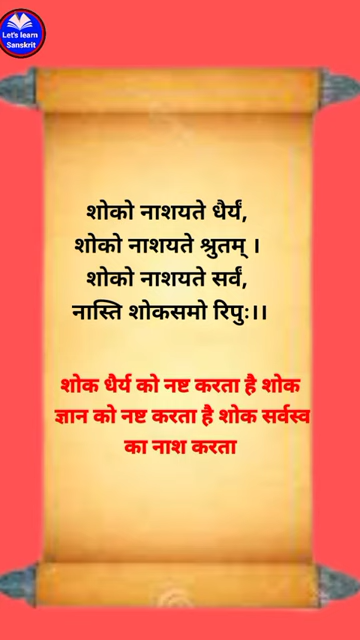 Let's learn
Sanskrit
शोको नाशयते धैर्यं,
शोको नाशयते श्रुतम् ।
शोको नाशयते सर्वं,
नास्ति शोकसमो रिपुः।।
शोक धैर्य को नष्ट करता है शोक
ज्ञान को नष्ट करता है शोक सर्वस्व
का नाश करता